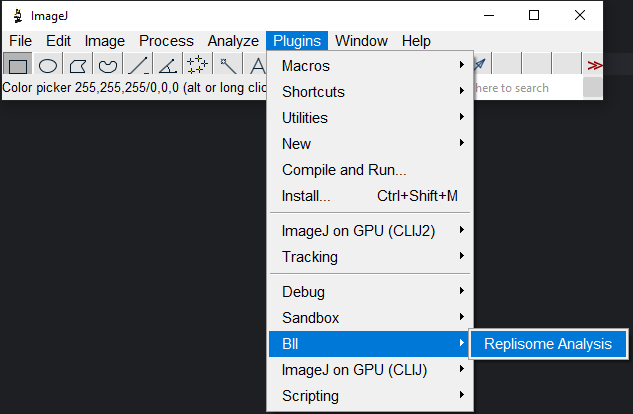 ImageJ
File Edit Image Process Analyze Plugins Window Help
Color picker 255,255,255/0,0,0 (alt or long clic
here to search
Macros
Shortcuts
Utilities
New
Compile and Run...
Install... Ctrl+Shift+M
ImageJ on GPU (CLIJ2)
Tracking
Debug
Sandbox
BII Replisome Analysis
ImageJ on GPU (CLIJ)
Scripting